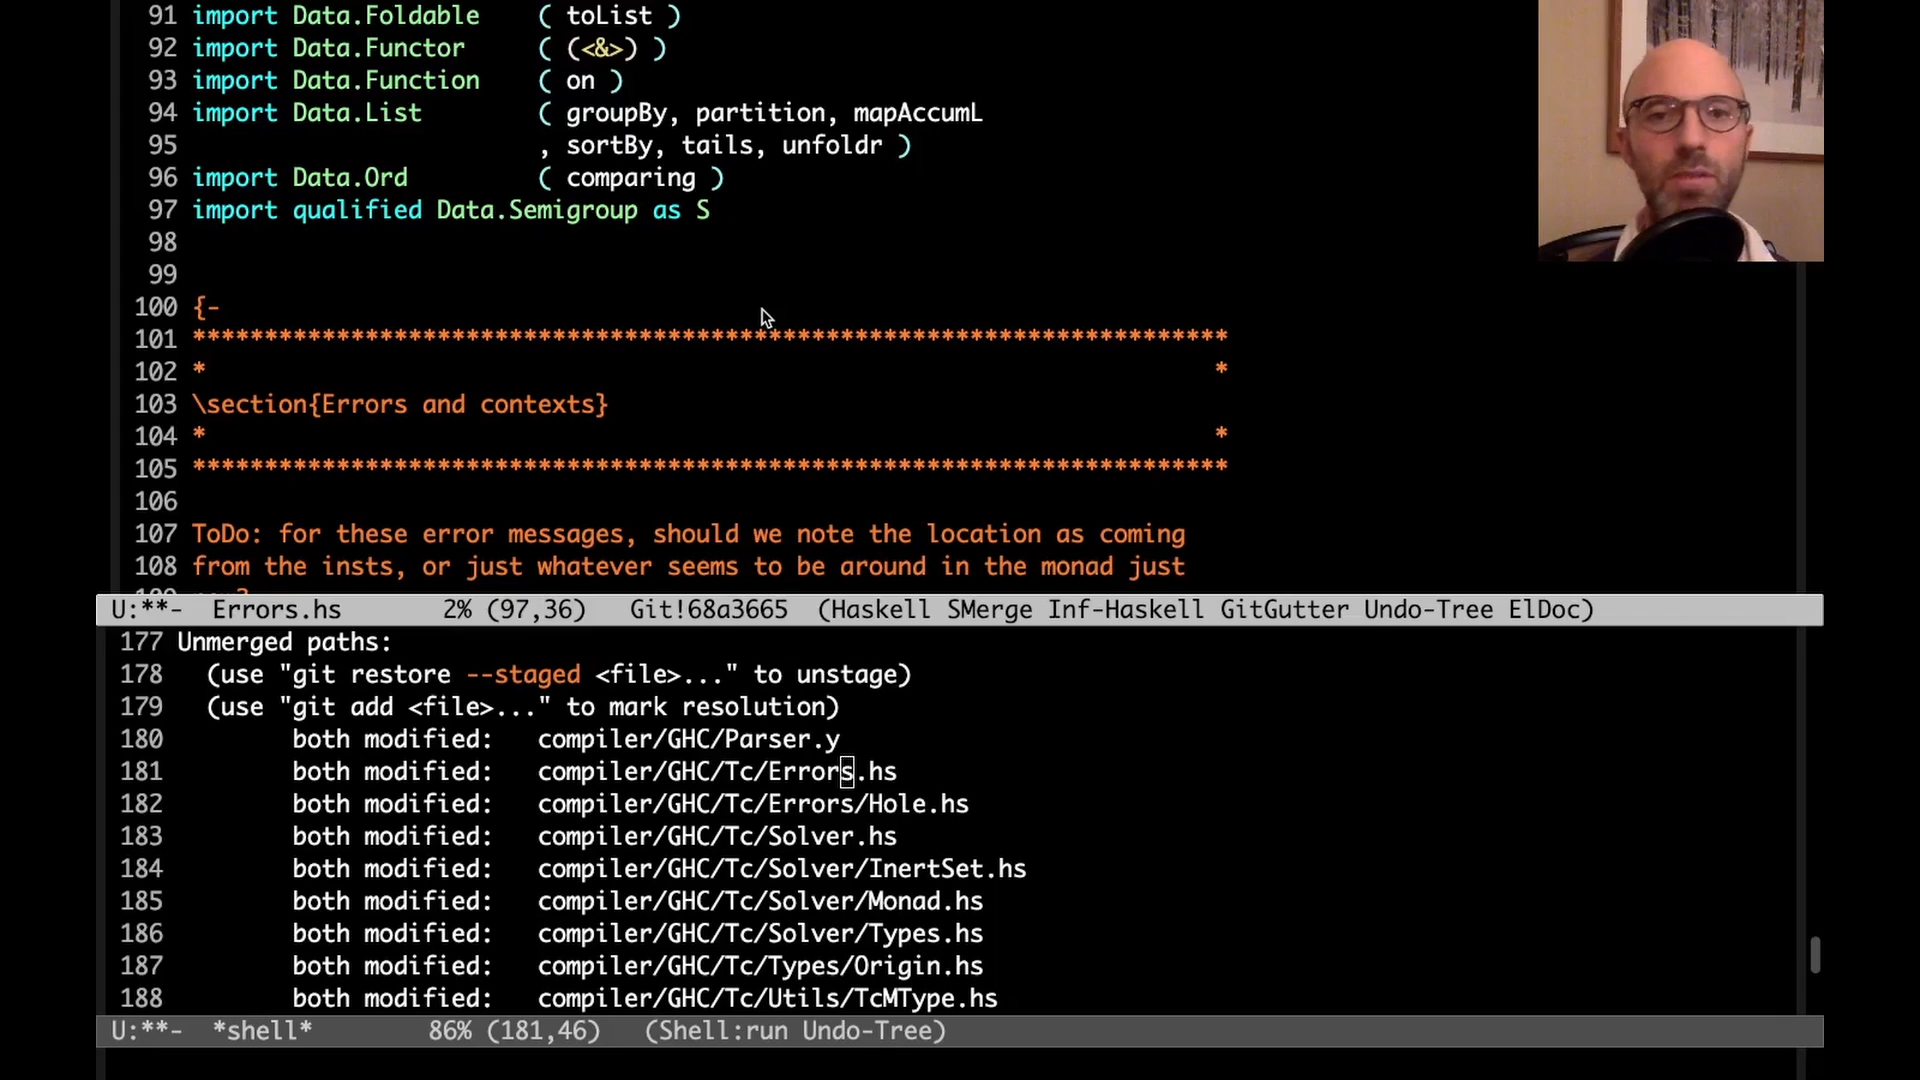 91 import Data.Foldable    ( toList )
92 import Data.Functor     ( (<&>) )
93 import Data.Function    ( on )
94 import Data.List        ( groupBy, partition, mapAccumL
95                         , sortBy, tails, unfoldr )
96 import Data.Ord         ( comparing )
97 import qualified Data.Semigroup as S
98
99
100 {-
101 ************************************************************************
102 *                                                                      *
103 \section{Errors and contexts}
104 *                                                                      *
105 ************************************************************************
106
107 ToDo: for these error messages, should we note the location as coming
108 from the insts, or just whatever seems to be around in the monad just
U:**-  Errors.hs       2% (97,36)    Git!68a3665  (Haskell SMerge Inf-Haskell GitGutter Undo-Tree ElDoc)
177 Unmerged paths:
178   (use "git restore --staged <file>..." to unstage)
179   (use "git add <file>..." to mark resolution)
180         both modified:   compiler/GHC/Parser.y
181         both modified:   compiler/GHC/Tc/Errors.hs
182         both modified:   compiler/GHC/Tc/Errors/Hole.hs
183         both modified:   compiler/GHC/Tc/Solver.hs
184         both modified:   compiler/GHC/Tc/Solver/InertSet.hs
185         both modified:   compiler/GHC/Tc/Solver/Monad.hs
186         both modified:   compiler/GHC/Tc/Solver/Types.hs
187         both modified:   compiler/GHC/Tc/Types/Origin.hs
188         both modified:   compiler/GHC/Tc/Utils/TcMType.hs
U:**-  *shell*        86% (181,46)   (Shell:run Undo-Tree)